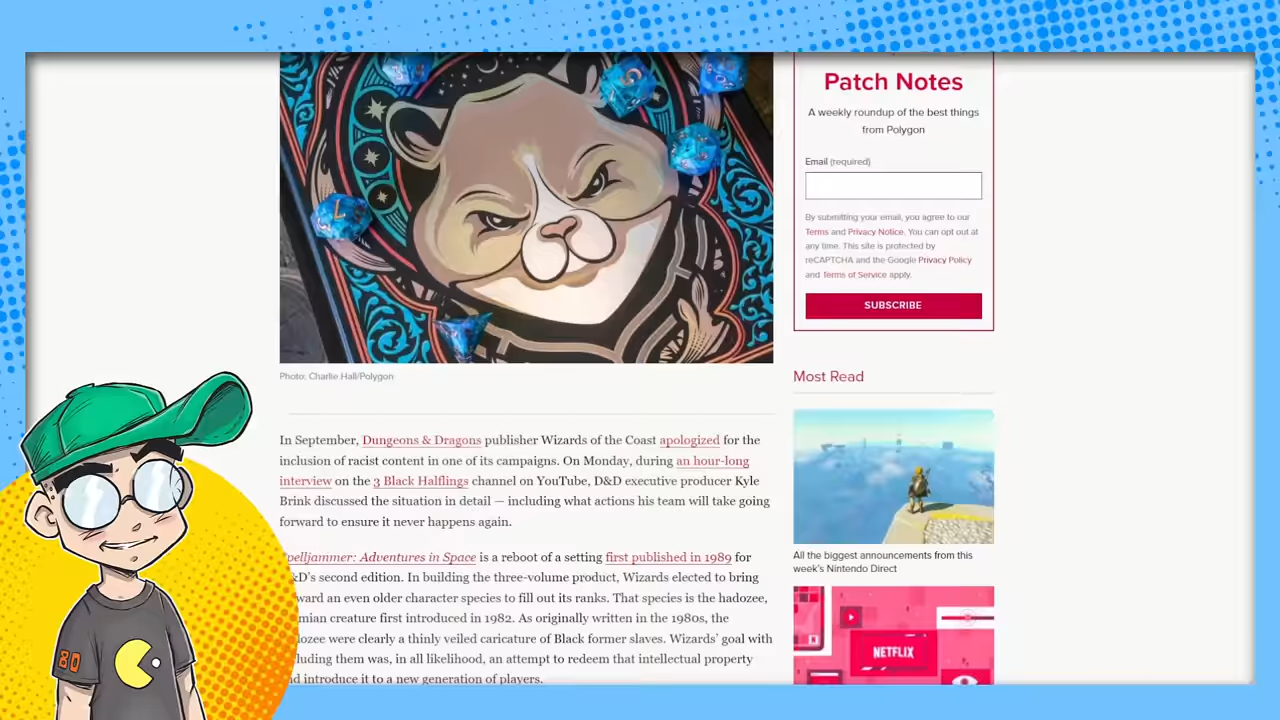 Patch Notes
A weekly roundup of the best things
from Polygon
Email (required)
By submitting your email, you agree to our
Terms and Privacy Notice. You can opt out at
any time. This site is protected by
reCAPTCHA and the Google Privacy Policy
and Terms of Service apply.
SUBSCRIBE
Photo: Charlie Hall/Polygon
Most Read
In September, Dungeons & Dragons publisher Wizards of the Coast apologized for the
inclusion of racist content in one of its campaigns. On Monday, during an hour-long
interview on the 3 Black Halflings channel on YouTube, D&D executive producer Kyle
Brink discussed the situation in detail — including what actions his team will take going
forward to ensure it never happens again.
pelljammer: Adventures in Space is a reboot of a setting first published in 1989 for
&D's second edition. In building the three-volume product, Wizards elected to bring
ward an even older character species to fill out its ranks. That species is the hadozee,
mian creature first introduced in 1982. As originally written in the 1980s, the
lozee were clearly a thinly veiled caricature of Black former slaves. Wizards' goal with
luding them was, in all likelihood, an attempt to redeem that intellectual property
nd introduce it to a new generation of players.
All the biggest announcements from this
week's Nintendo Direct
NETFLIX
80